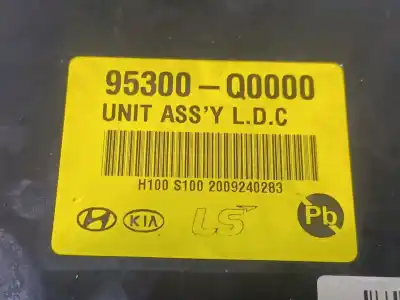 95300-Q0000
UNIT ASS'Y L.D.C
H100 S100 2009240283
KIA LS Pb